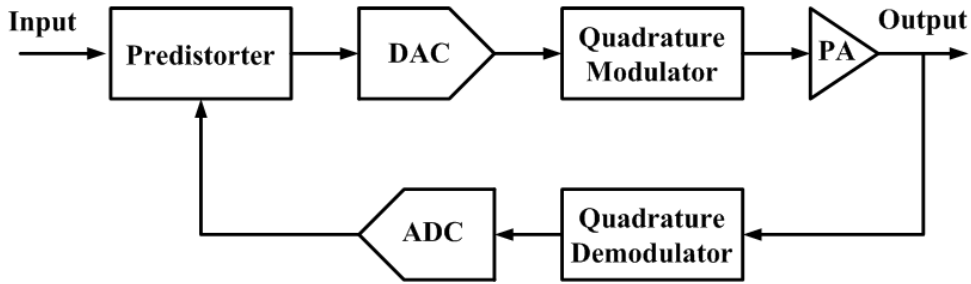 Input
Output
Predistorter
DAC
Quadrature
Modulator
PA
ADC
Quadrature
Demodulator